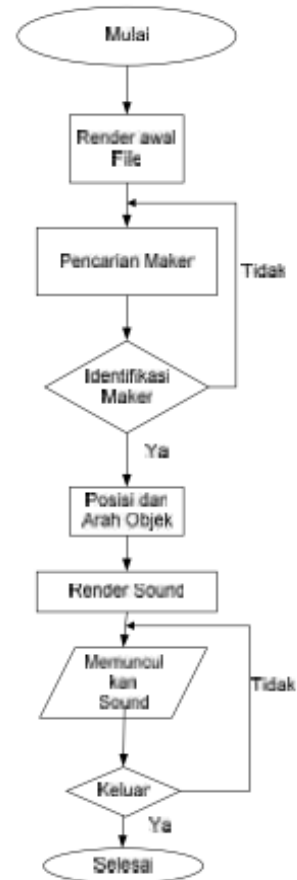 Mulai
Render awal
File
Pencarian Maker
Tidak
Identifikasi
Maker
Ya
Posisi dan
Arah Objek
Render Sound
Memuncul
kan
Sound
Tidak
Keluar
Ya
Selesai